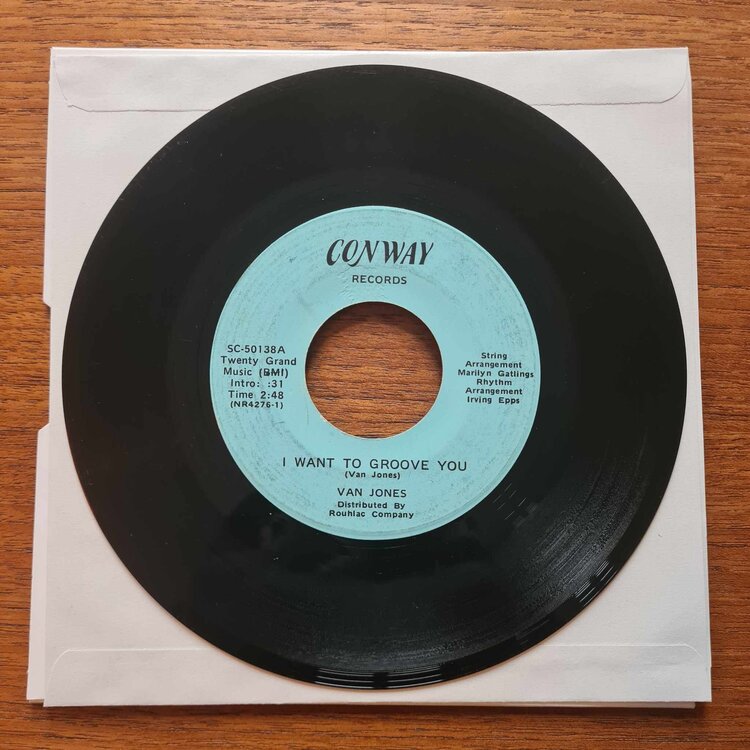 CONWAY
RECORDS
SC-50138A
Twenty Grand
Music (BMI)
Intro: :31
Time 2:48
(NR4276-1)
String
Arrangement
Marilyn Gatlings
Rhythm
Arrangement
Irving Epps
I WANT TO GROOVE YOU
(Van Jones)
VAN JONES
Distributed By
Rouhlac Company